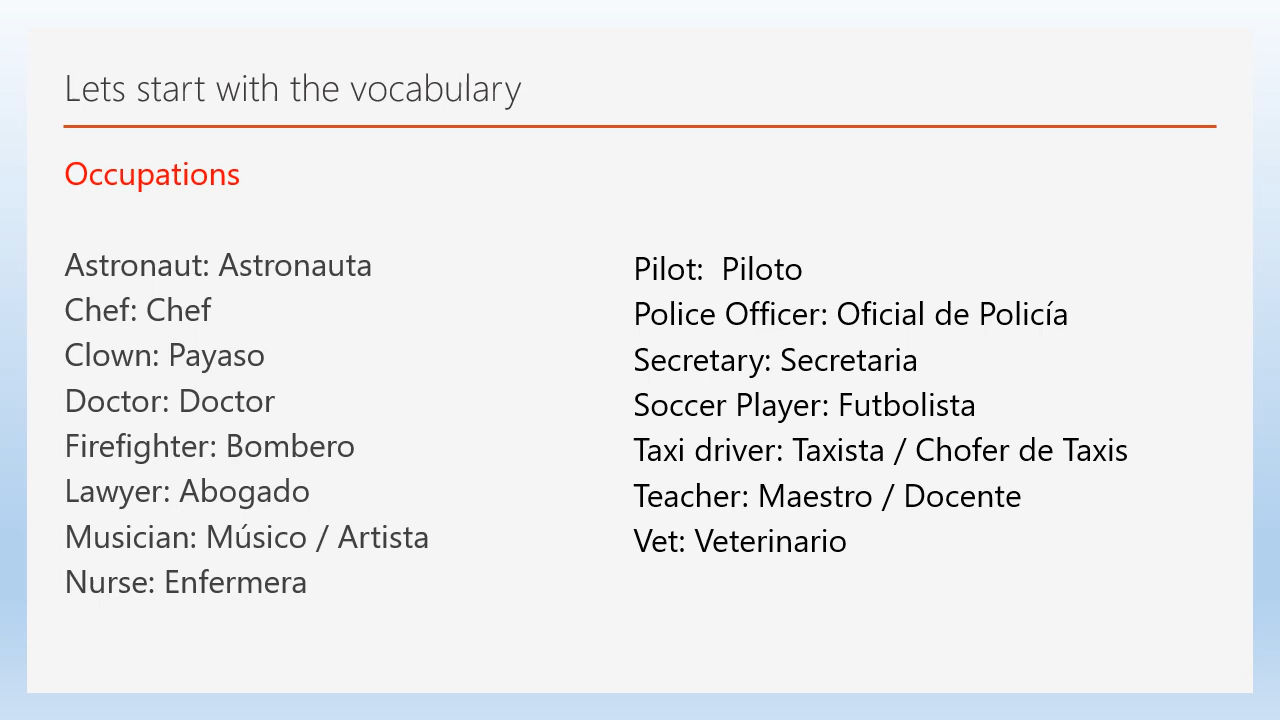 Lets start with the vocabulary
Occupations
Astronaut: Astronauta
Chef: Chef
Clown: Payaso
Doctor: Doctor
Firefighter: Bombero
Lawyer: Abogado
Musician: Músico / Artista
Nurse: Enfermera
Pilot:  Piloto
Police Officer: Oficial de Policía
Secretary: Secretaria
Soccer Player: Futbolista
Taxi driver: Taxista / Chofer de Taxis
Teacher: Maestro / Docente
Vet: Veterinario